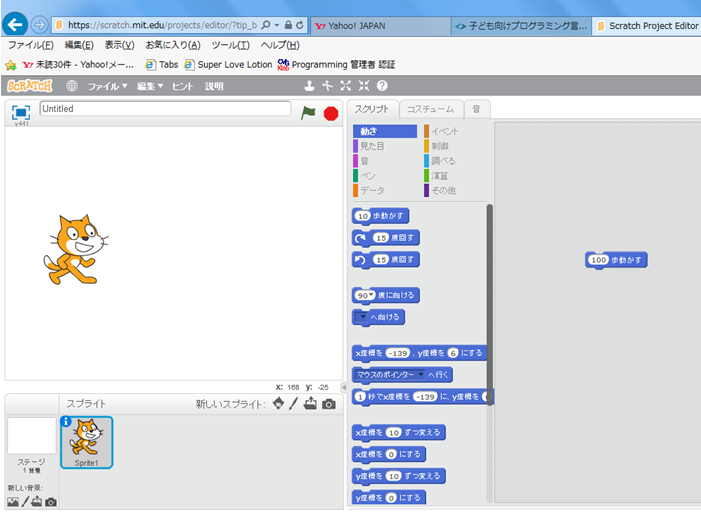 https://scratch.mit.edu/projects/editor/?tip_b
Yahoo! JAPAN
<> 子ども向けプログラミング言...
Scratch Project Editor
ファイル(F) 編集(E) 表示(V) お気に入り(A) ツール(T) ヘルプ(H)
Y! 未読30件 - Yahoo!メー... Tabs Super Love Lotion Programming 管理者 認証
SCRATCH ファイル▼ 編集▼ ヒント 説明
Untitled
v441
スクリプト コスチューム 音
動き イベント
見た目 制御
音 調べる
ペン 演算
データ その他
10 歩動かす
15 度回す
15 度回す
90▼ 度に向ける
▼ へ向ける
x座標を -139 、y座標を 6 にする
マウスのポインター ▼ へ行く
1 秒でx座標を -139 に、y座標を
x座標を 10 ずつ変える
x座標を 0 にする
y座標を 10 ずつ変える
y座標を 0 にする
100 歩動かす
x: 168 y: -25
スプライト 新しいスプライト:
ステージ
1 背景
新しい背景:
Sprite1